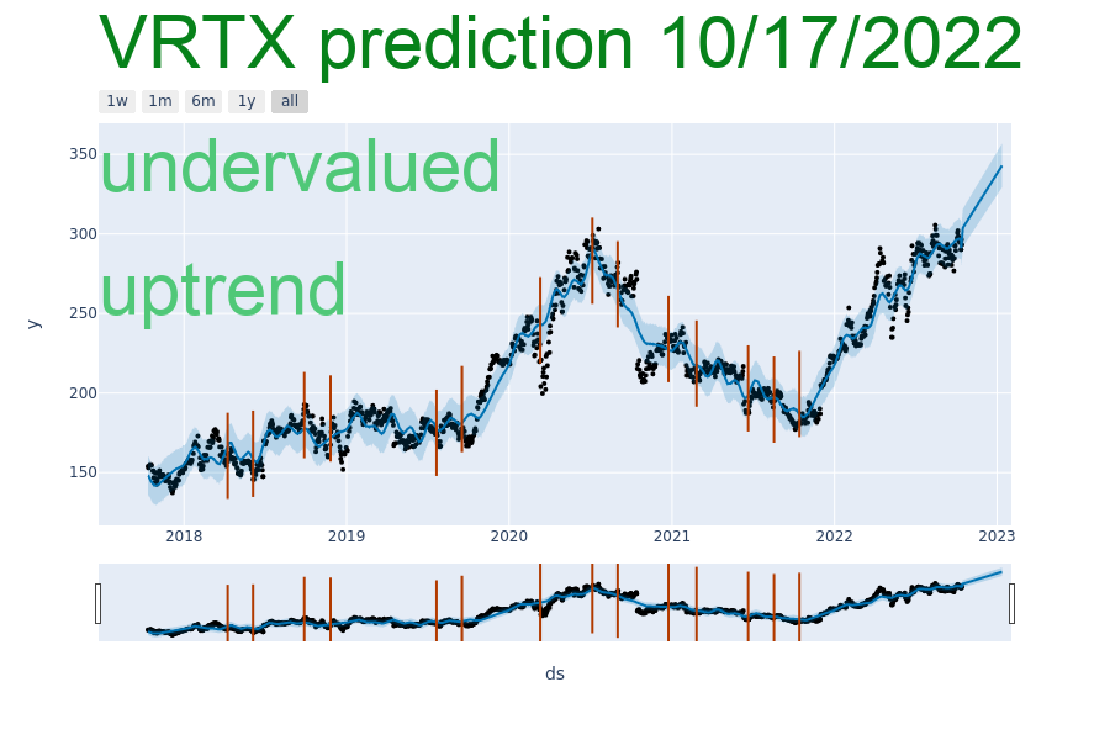 VRTX prediction 10/17/2022
1w 1m 6m 1y all
undervalued
uptrend
350
300
250
200
150
y
2018 2019 2020 2021 2022 2023
ds